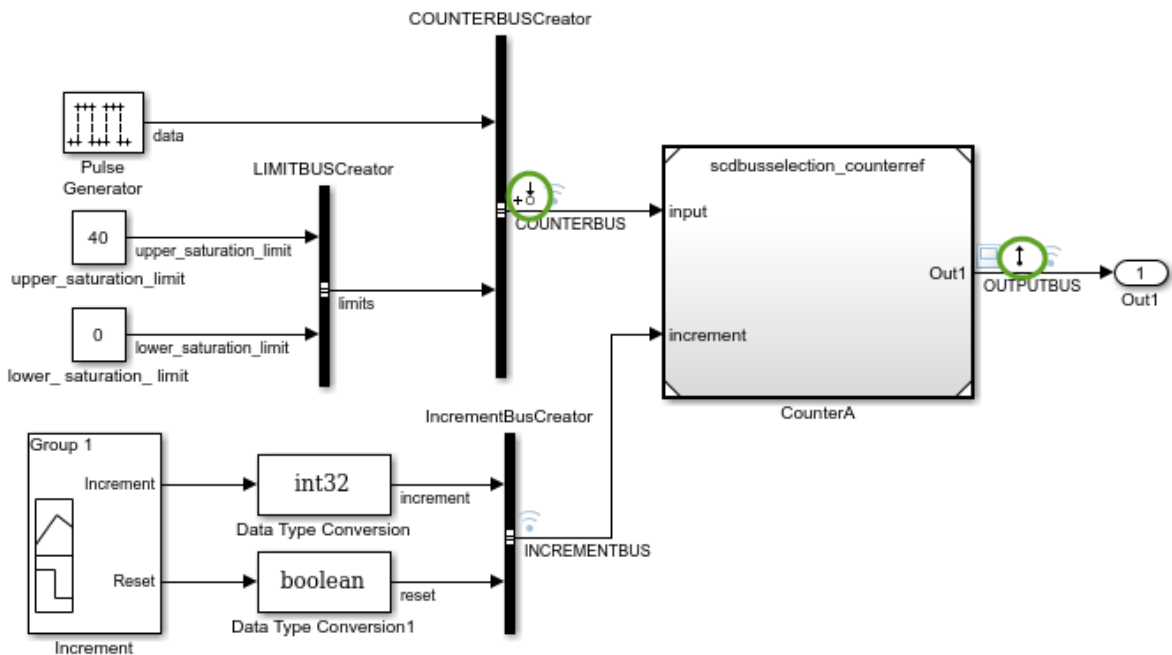 COUNTERBUSCreator
data
Pulse
Generator
LIMITBUSCreator
40
upper_saturation_limit
upper_saturation_limit
limits
0
lower_saturation_limit
lower_ saturation_ limit
COUNTERBUS
scdbusselection_counterref
input
increment
Out1
CounterA
OUTPUTBUS
1
Out1
IncrementBusCreator
Group 1
Increment
Reset
Increment
int32
Data Type Conversion
increment
boolean
Data Type Conversion1
reset
INCREMENTBUS